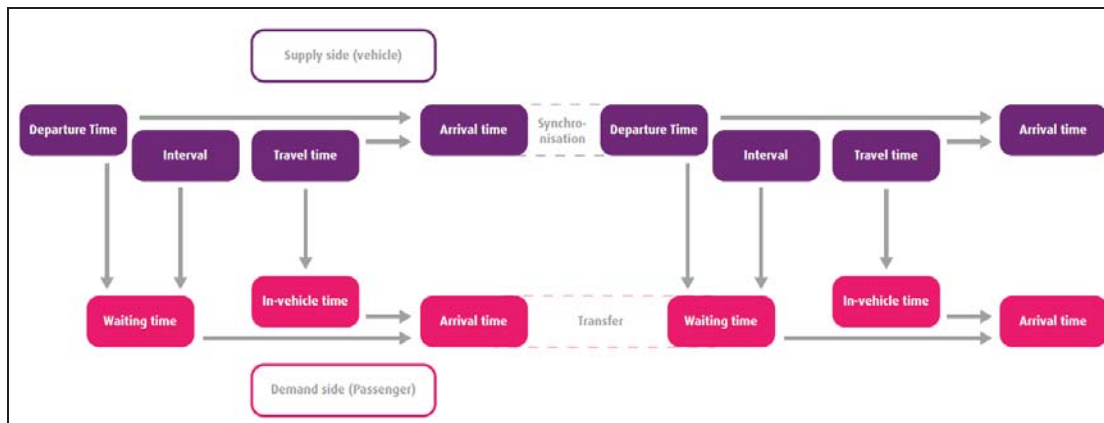 Supply side (vehicle)
Departure Time
Interval
Travel time
Arrival time
Synchro-
nisation
Departure Time
Interval
Travel time
Arrival time
Waiting time
In-vehicle time
Arrival time
Transfer
Waiting time
In-vehicle time
Arrival time
Demand side (Passenger)